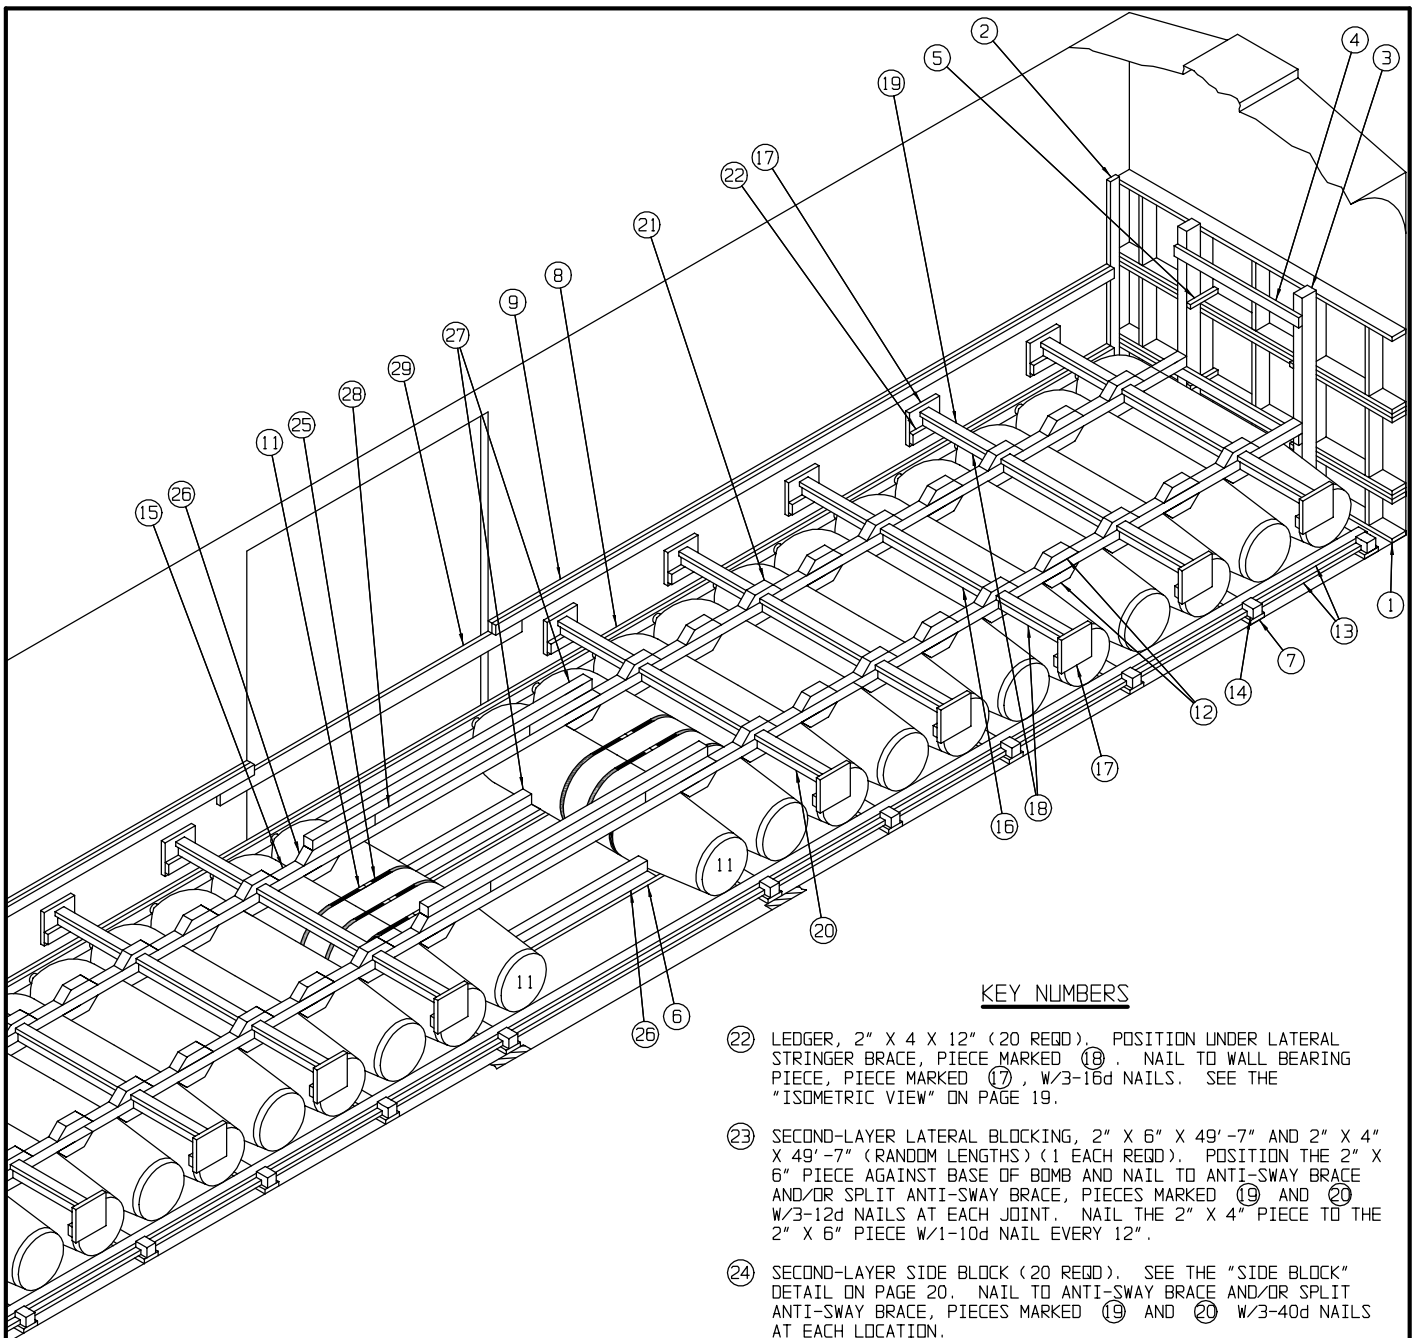 2
4
3
5
19
17
22
21
8
9
27
29
28
25
11
26
15
1
13
7
14
12
17
18
16
20
11
11
6
26
KEY NUMBERS
22 LEDGER, 2" X 4 X 12" (20 REQD). POSITION UNDER LATERAL
STRINGER BRACE, PIECE MARKED 18 . NAIL TO WALL BEARING
PIECE, PIECE MARKED 17 , W/3-16d NAILS. SEE THE
"ISOMETRIC VIEW" ON PAGE 19.
23 SECOND-LAYER LATERAL BLOCKING, 2" X 6" X 49'-7" AND 2" X 4"
X 49'-7" (RANDOM LENGTHS) (1 EACH REQD). POSITION THE 2" X
6" PIECE AGAINST BASE OF BOMB AND NAIL TO ANTI-SWAY BRACE
AND/OR SPLIT ANTI-SWAY BRACE, PIECES MARKED 19 AND 20
W/3-12d NAILS AT EACH JOINT. NAIL THE 2" X 4" PIECE TO THE
2" X 6" PIECE W/1-10d NAIL EVERY 12".
24 SECOND-LAYER SIDE BLOCK (20 REQD). SEE THE "SIDE BLOCK"
DETAIL ON PAGE 20. NAIL TO ANTI-SWAY BRACE AND/OR SPLIT
ANTI-SWAY BRACE, PIECES MARKED 19 AND 20 W/3-40d NAILS
AT EACH LOCATION.